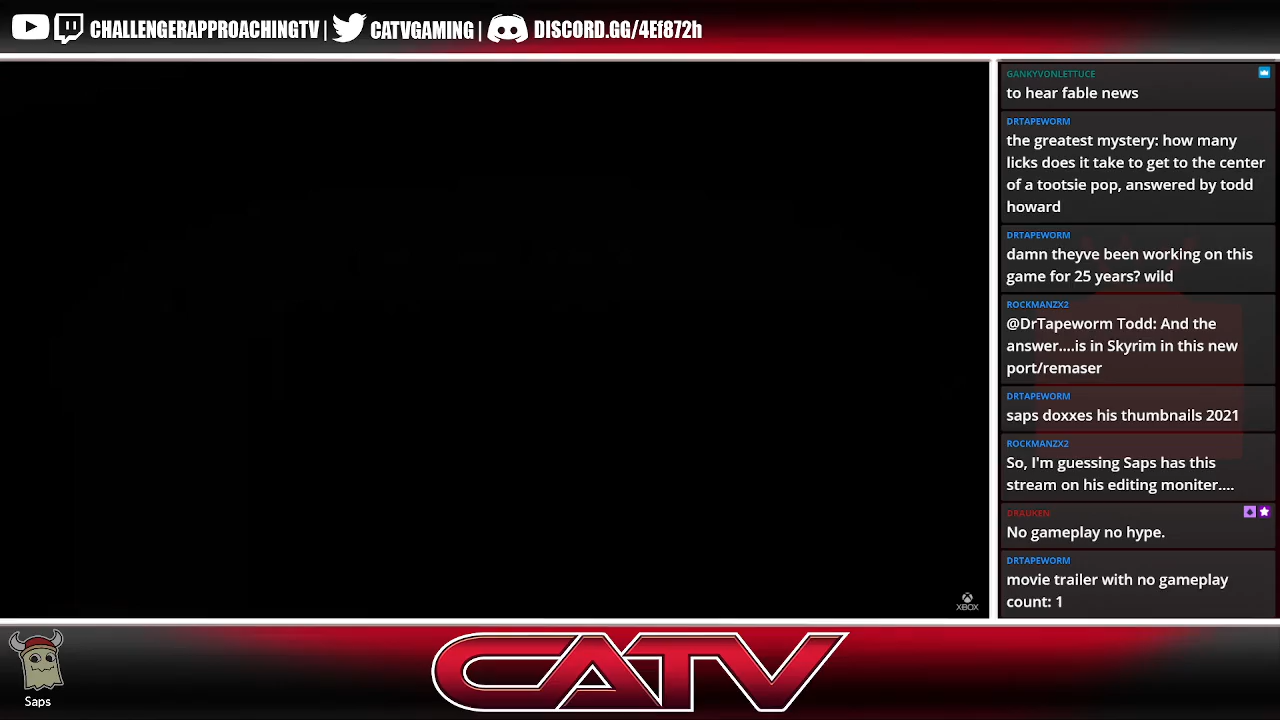 CHALLENGERAPPROACHINGTV | CATVGAMING | DISCORD.GG/4Ef872h
GANKYVONLETTUCE
to hear fable news
DRTAPEWORM
the greatest mystery: how many
licks does it take to get to the center
of a tootsie pop, answered by todd
howard
DRTAPEWORM
damn theyve been working on this
game for 25 years? wild
ROCKMANZX2
@DrTapeworm Todd: And the
answer....is in Skyrim in this new
port/remaser
DRTAPEWORM
saps doxxes his thumbnails 2021
ROCKMANZX2
So, I'm guessing Saps has this
stream on his editing moniter....
DRAUKEN
No gameplay no hype.
DRTAPEWORM
movie trailer with no gameplay
count: 1
XBOX
Saps
CATV